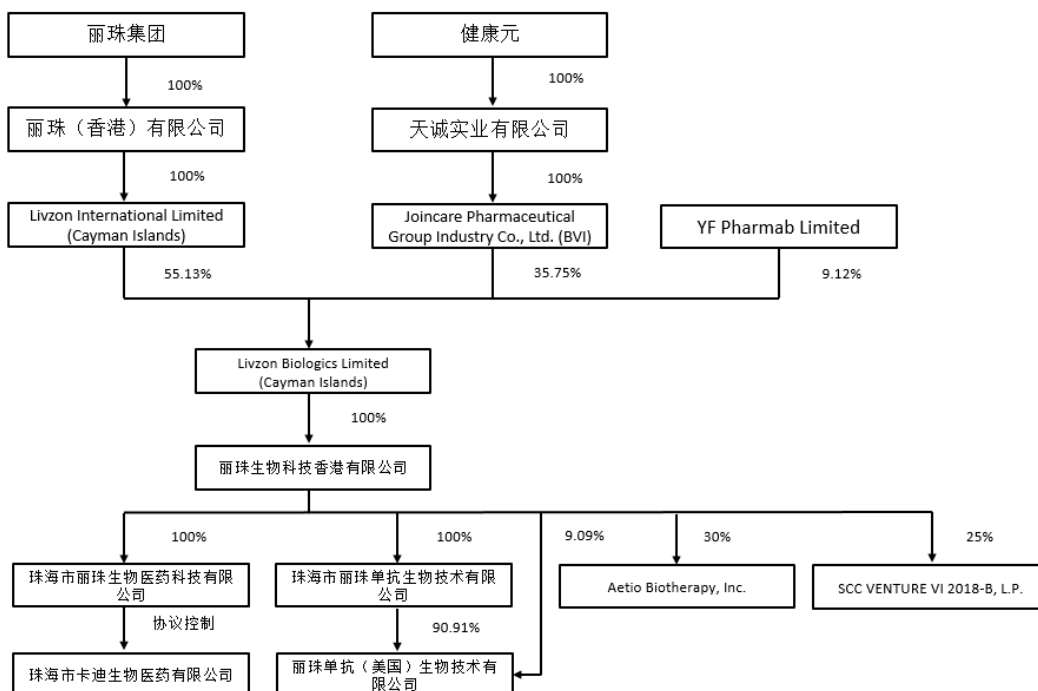 丽珠集团
健康元
100%
100%
丽珠（香港）有限公司
天诚实业有限公司
100%
100%
Livzon International Limited
(Cayman Islands)
Joincare Pharmaceutical
Group Industry Co., Ltd. (BVI)
YF Pharmab Limited
55.13%
35.75%
9.12%
Livzon Biologics Limited
(Cayman Islands)
100%
丽珠生物科技香港有限公司
100%
100%
9.09%
30%
25%
珠海市丽珠生物医药科技有限
公司
珠海市丽珠单抗生物技术有限
公司
Aetio Biotherapy, Inc.
SCC VENTURE VI 2018-B, L.P.
协议控制
90.91%
珠海市卡迪生物医药有限公司
丽珠单抗（美国）生物技术有
限公司